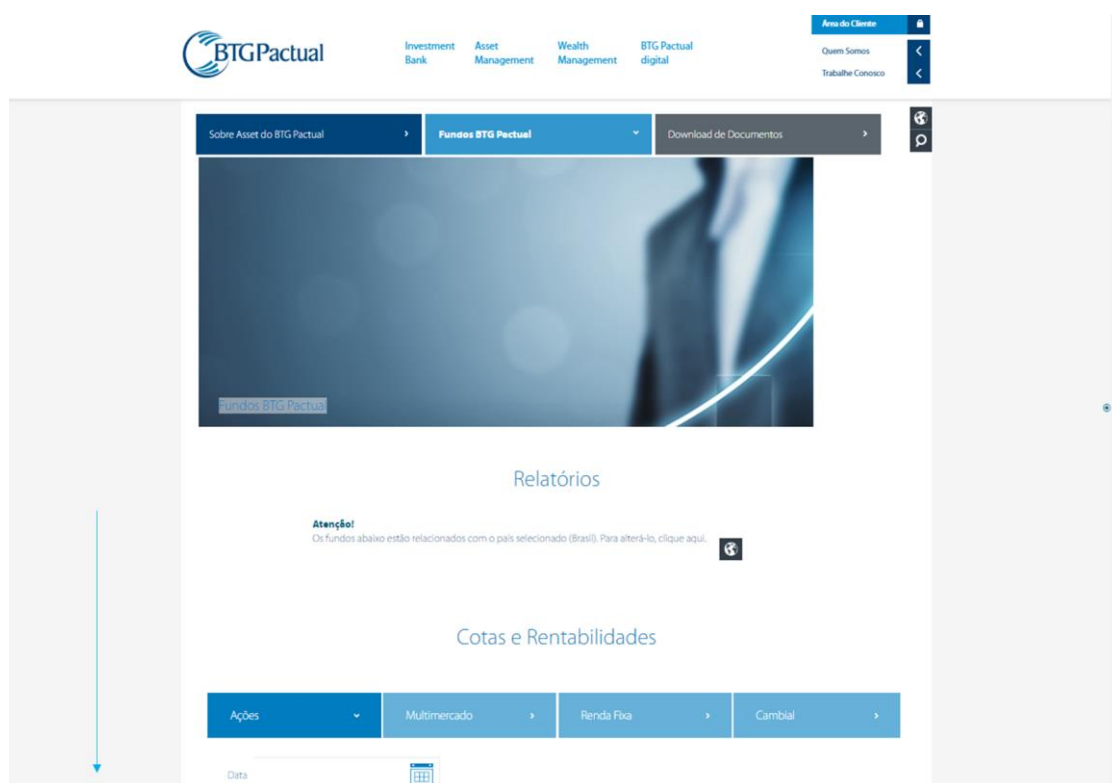 BTGPactual
Investment Bank
Asset Management
Wealth Management
BTG Pactual digital
Área do Cliente
Quem Somos
Trabalhe Conosco
Sobre Asset do BTG Pactual
Fundos BTG Pactual
Download de Documentos
Fundos BTG Pactual
Relatórios
Atenção!
Os fundos abaixo estão relacionados com o país selecionado (Brasil). Para alterá-lo, clique aqui.
Cotas e Rentabilidades
Ações
Multimercado
Renda Fixa
Cambial
Data